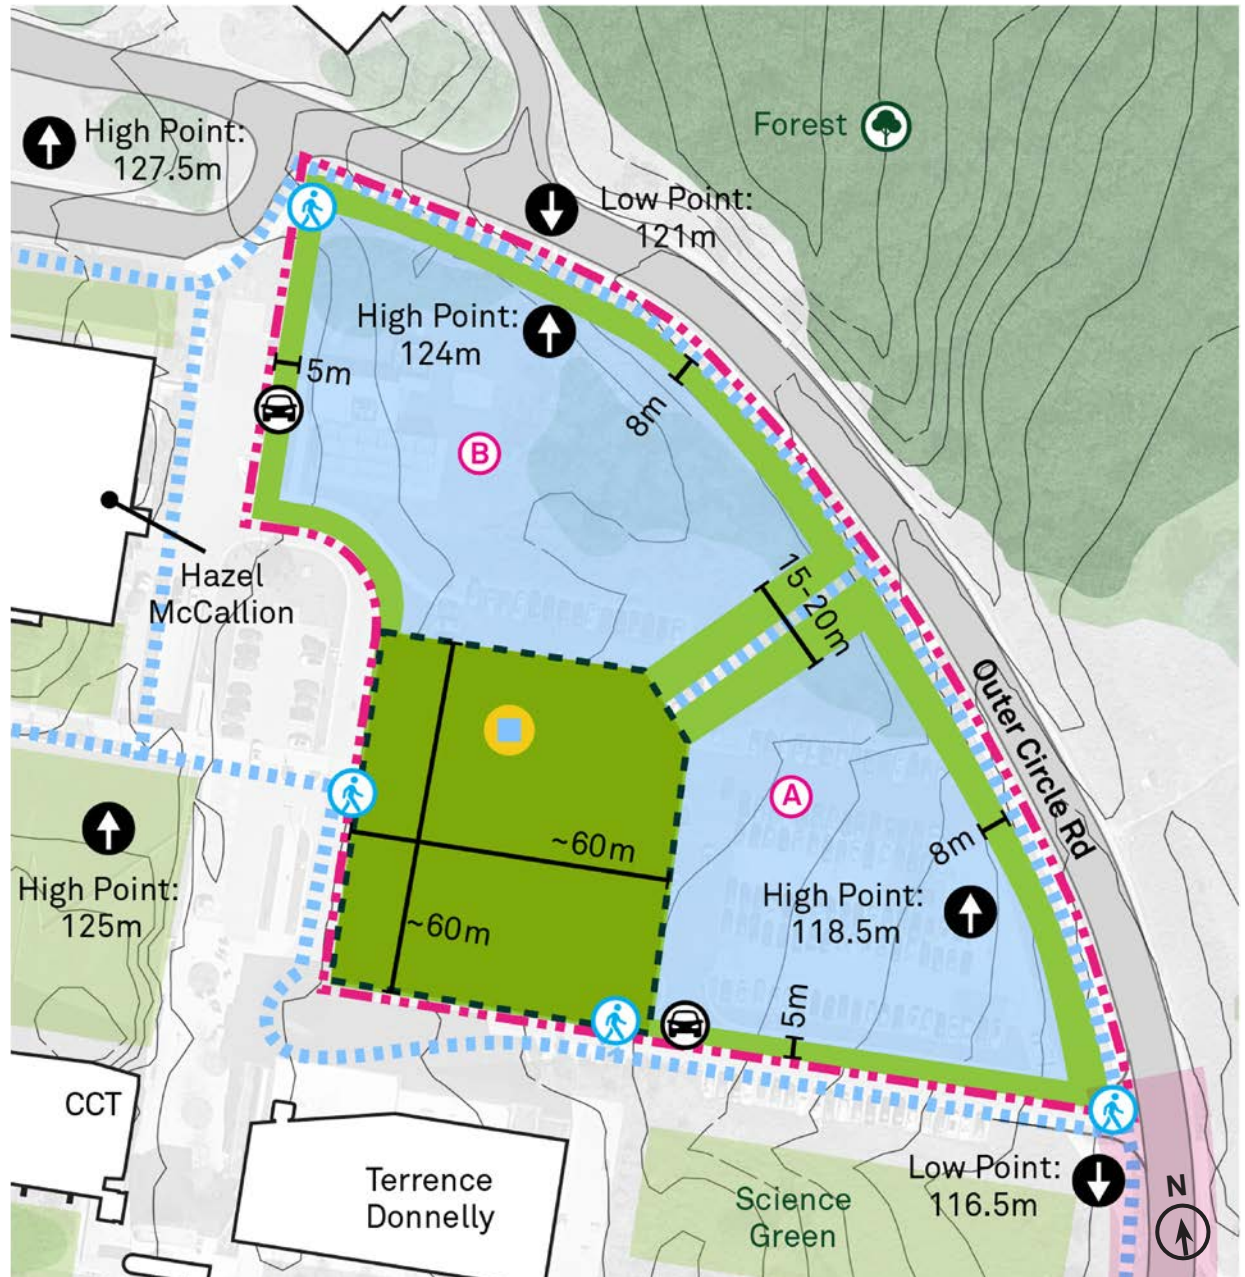 Forest
High Point:
127.5m
Low Point:
121m
High Point:
124m
5m
8m
B
15-20m
Hazel
McCallion
Outer Circle Rd
A
~60m
8m
High Point:
125m
High Point:
118.5m
~60m
5m
CCT
Terrence
Donnelly
Science
Green
Low Point:
116.5m
N